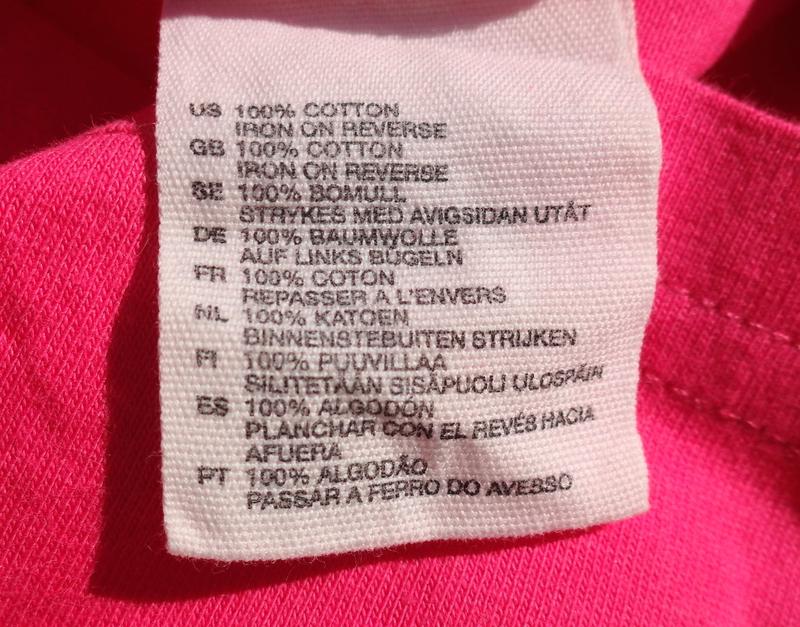 US 100% COTTON
IRON ON REVERSE
GB 100% COTTON
IRON ON REVERSE
SE 100% BOMULL
STRYKES MED AVIGSIDAN UTÅT
DE 100% BAUMWOLLE
AUF LINKS BÜGELN
FR 100% COTON
REPASSER A L'ENVERS
NL 100% KATOEN
BINNENSTEBUITEN STRIJKEN
FI 100% PUUVILLAA
SILITETÄÄN SISÄPUOLI ULOSPÄIN
ES 100% ALGODÓN
PLANCHAR CON EL REVÉS HACIA
AFUERA
PT 100% ALGODÃO
PASSAR A FERRO DO AVESSO